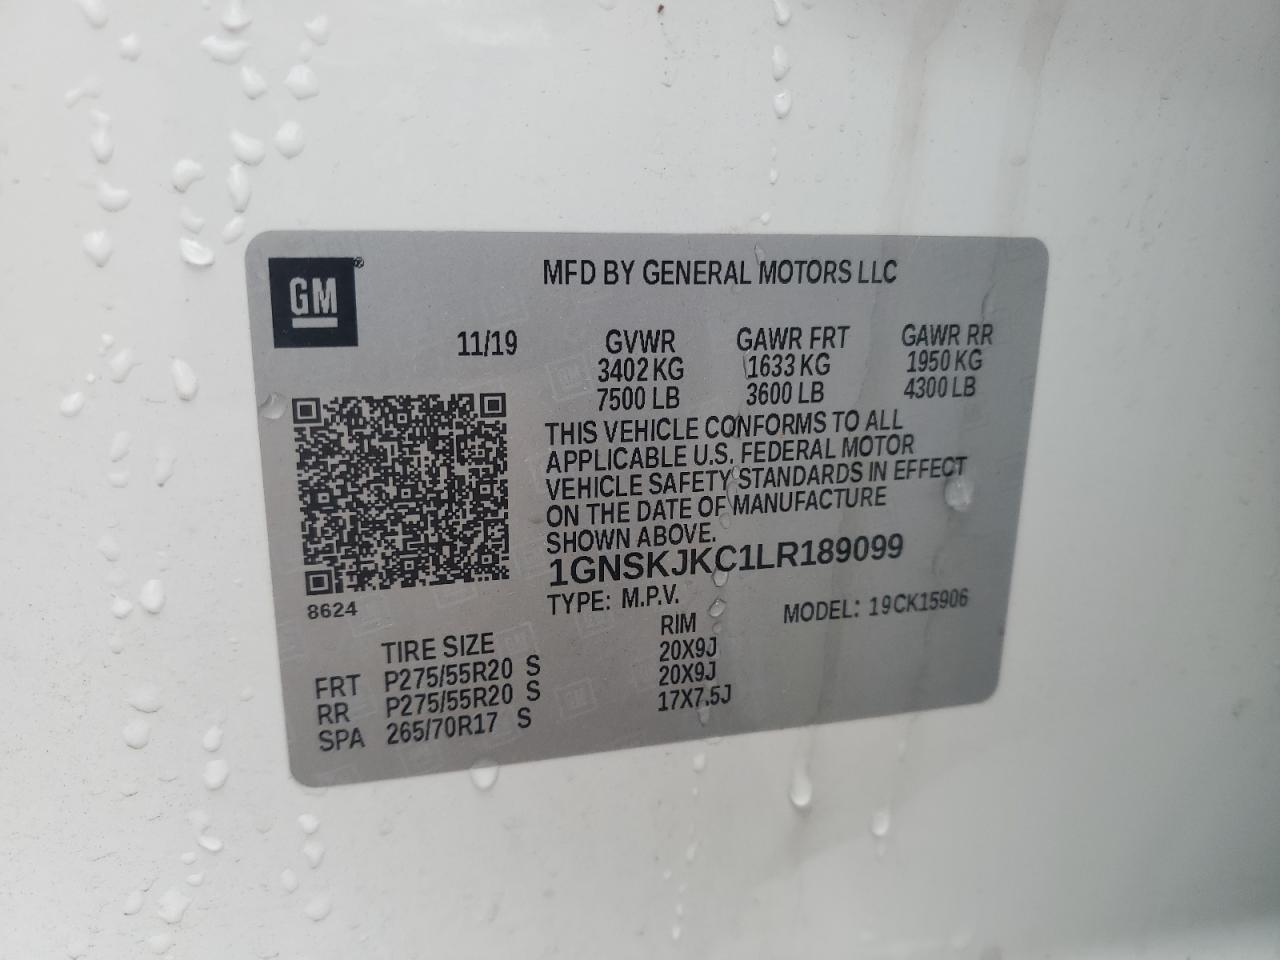 GM®
MFD BY GENERAL MOTORS LLC
11/19 GVWR GAWR FRT GAWR RR
3402 KG 1633 KG 1950 KG
7500 LB 3600 LB 4300 LB
THIS VEHICLE CONFORMS TO ALL
APPLICABLE U.S. FEDERAL MOTOR
VEHICLE SAFETY STANDARDS IN EFFECT
ON THE DATE OF MANUFACTURE
SHOWN ABOVE.
1GNSKJKC1LR189099
8624
TYPE: M.P.V. MODEL: 19CK15906
TIRE SIZE RIM
FRT P275/55R20 S 20X9J
RR P275/55R20 S 20X9J
SPA 265/70R17 S 17X7.5J